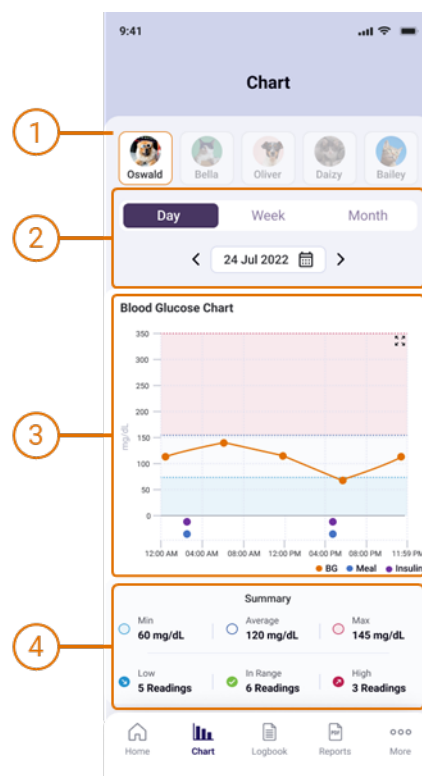 9:41
Chart
1
Oswald Bella Oliver Daizy Bailey
2
Day Week Month
24 Jul 2022
3
Blood Glucose Chart
mg/dL
350
300
250
200
150
100
50
0
12:00 AM 04:00 AM 08:00 AM 12:00 PM 04:00 PM 08:00 PM 11:59 PM
BG Meal Insulin
4
Summary
Min Average Max
60 mg/dL 120 mg/dL 145 mg/dL
Low In Range High
5 Readings 6 Readings 3 Readings
PDF
Home Chart Logbook Reports More